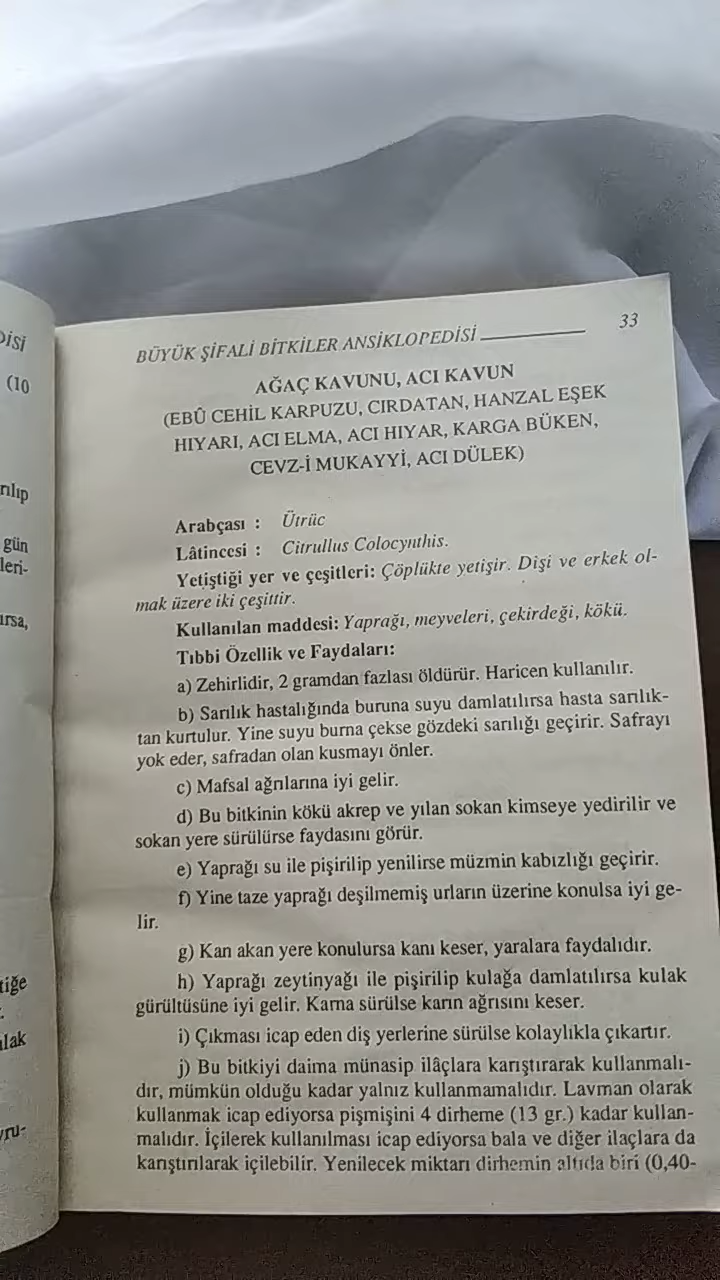 DİSİ
(10
nlıp
gün
leri-
ırsa,
tiğe
ılak
yru-
BÜYÜK ŞİFALİ BİTKİLER ANSİKLOPEDİSİ 33
AĞAÇ KAVUNU, ACI KAVUN
(EBÛ CEHİL KARPUZU, CIRDATAN, HANZAL EŞEK
HIYARI, ACI ELMA, ACI HIYAR, KARGA BÜKEN,
CEVZ-İ MUKAYYİ, ACI DÜLEK)
Arabçası : Ütrüc
Lâtincesi : Citrullus Colocynthis.
Yetiştiği yer ve çeşitleri: Çöplükte yetişir. Dişi ve erkek ol-
mak üzere iki çeşittir.
Kullanılan maddesi: Yaprağı, meyveleri, çekirdeği, kökü.
Tıbbi Özellik ve Faydaları:
a) Zehirlidir, 2 gramdan fazlası öldürür. Haricen kullanılır.
b) Sarılık hastalığında buruna suyu damlatılırsa hasta sarılık-
tan kurtulur. Yine suyu burna çekse gözdeki sarılığı geçirir. Safrayı
yok eder, safradan olan kusmayı önler.
c) Mafsal ağrılarına iyi gelir.
d) Bu bitkinin kökü akrep ve yılan sokan kimseye yedirilir ve
sokan yere sürülürse faydasını görür.
e) Yaprağı su ile pişirilip yenilirse müzmin kabızlığı geçirir.
f) Yine taze yaprağı deşilmemiş urların üzerine konulsa iyi ge-
lir.
g) Kan akan yere konulursa kanı keser, yaralara faydalıdır.
h) Yaprağı zeytinyağı ile pişirilip kulağa damlatılırsa kulak
gürültüsüne iyi gelir. Karna sürülse karın ağrısını keser.
i) Çıkması icap eden diş yerlerine sürülse kolaylıkla çıkartır.
j) Bu bitkiyi daima münasip ilâçlara karıştırarak kullanmalı-
dır, mümkün olduğu kadar yalnız kullanmamalıdır. Lavman olarak
kullanmak icap ediyorsa pişmişini 4 dirheme (13 gr.) kadar kullan-
malıdır. İçilerek kullanılması icap ediyorsa bala ve diğer ilaçlara da
karıştırılarak içilebilir. Yenilecek miktarı dirhemin altıda biri (0,40-